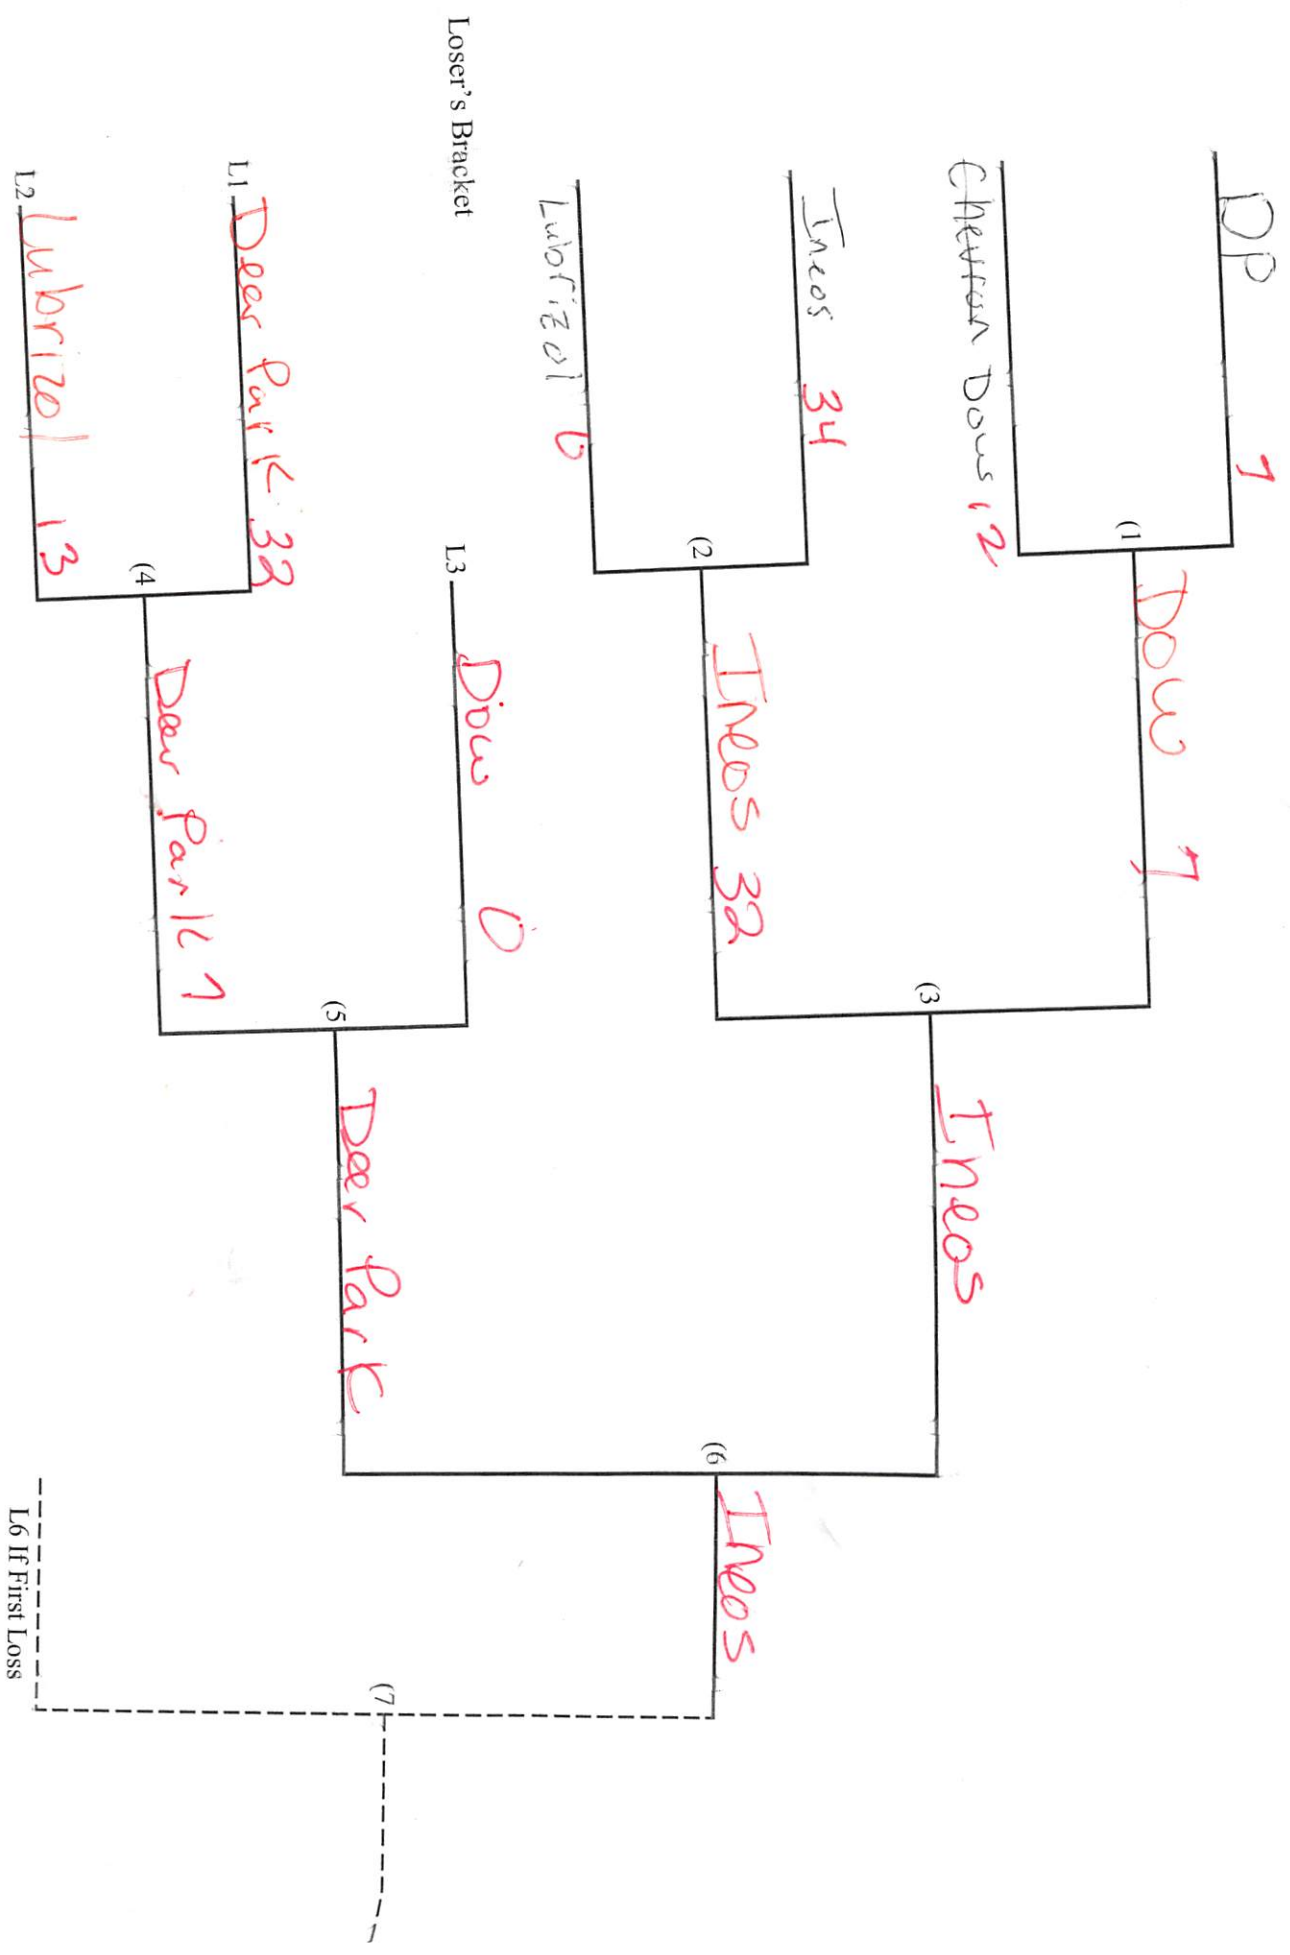 DP 7
(1
Dow 7
Chevron Dow 12
(3
Ineos
Ineos 34
(2
Ineos 32
Lubrizol 0
(6
Ineos
Loser's Bracket
L3 Dow 0
(5
Deer Park
L1 Deer Park 32
(4
Deer Park 7
L2 Lubrizol 13
(7
L6 If First Loss